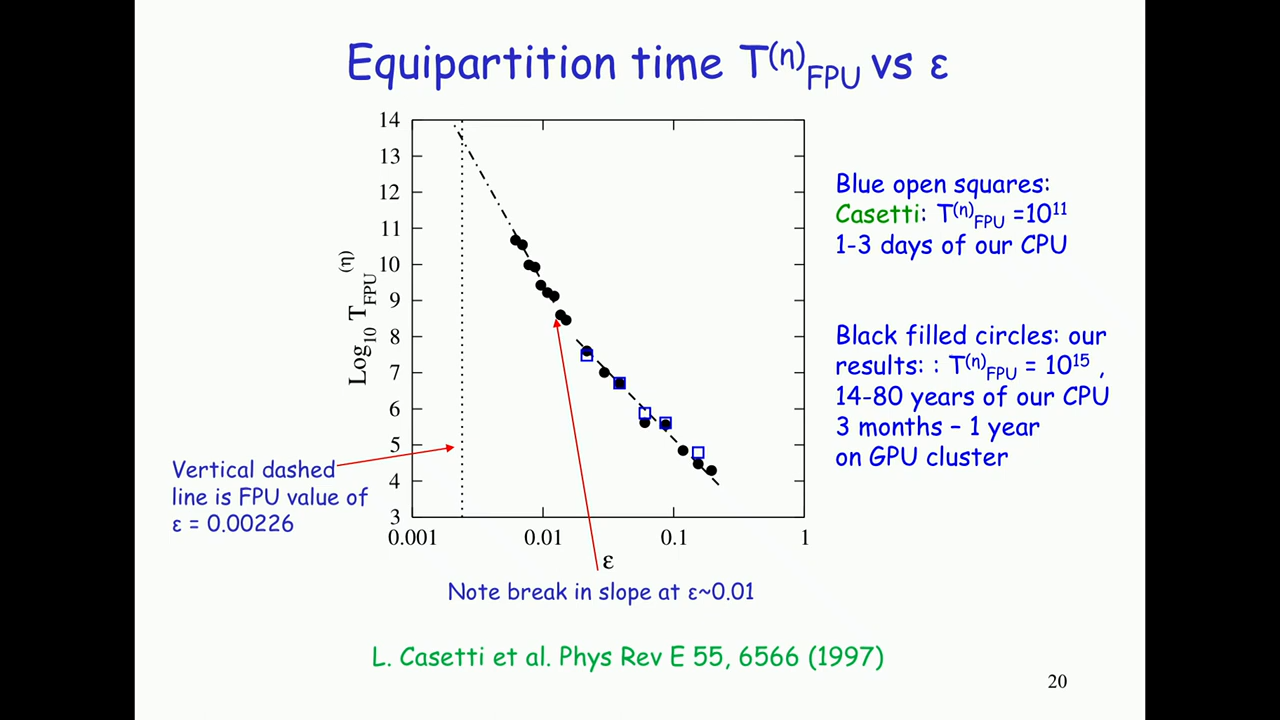 Equipartition time T(n)FPU vs ε
14
13
12
11
10
9
8
7
6
5
4
3
Log10 TFPU(η)
0.001
0.01
0.1
1
ε
Blue open squares:
Casetti: T(n)FPU =10¹¹
1-3 days of our CPU
Black filled circles: our
results: : T(n)FPU = 10¹⁵ ,
14-80 years of our CPU
3 months – 1 year
on GPU cluster
Vertical dashed
line is FPU value of
ε = 0.00226
Note break in slope at ε~0.01
L. Casetti et al. Phys Rev E 55, 6566 (1997)
20